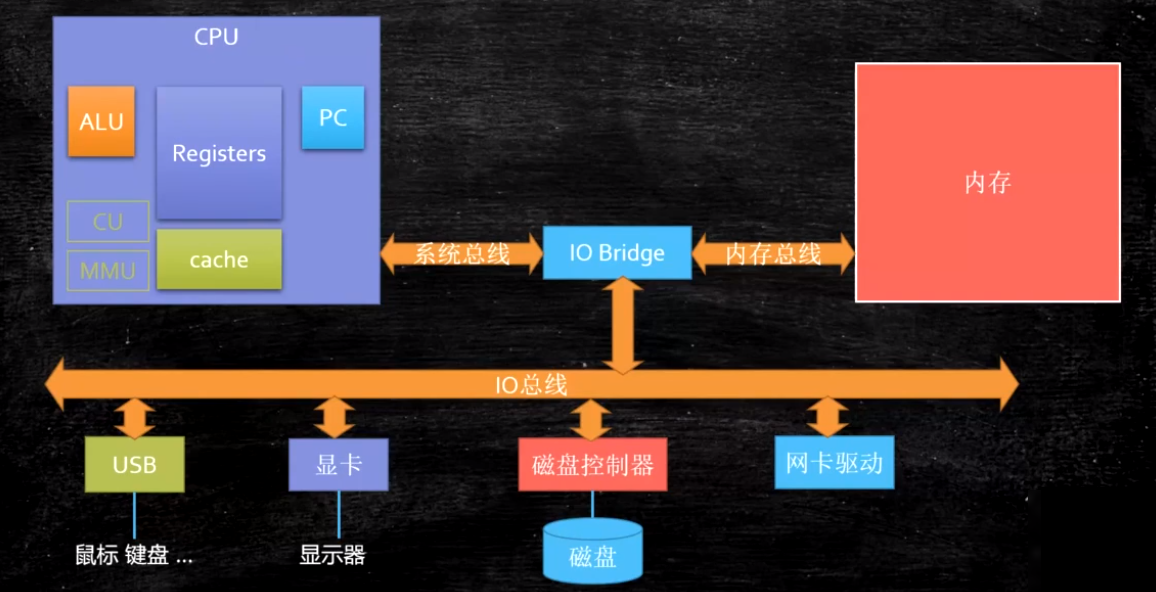 CPU
ALU
Registers
PC
CU
MMU
cache
系统总线
IO Bridge
内存总线
内存
IO总线
USB
显卡
磁盘控制器
网卡驱动
鼠标 键盘 ...
显示器
磁盘